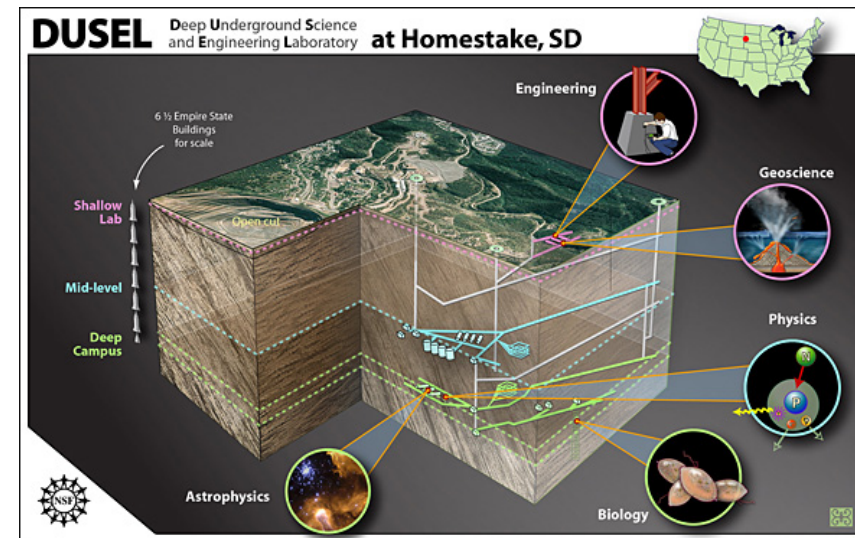 DUSEL Deep Underground Science and Engineering Laboratory at Homestake, SD
6 ½ Empire State
Buildings
for scale
Engineering
Geoscience
Shallow
Lab
Open cut
Mid-level
Physics
N
P
Deep
Campus
Astrophysics
Biology
NSF